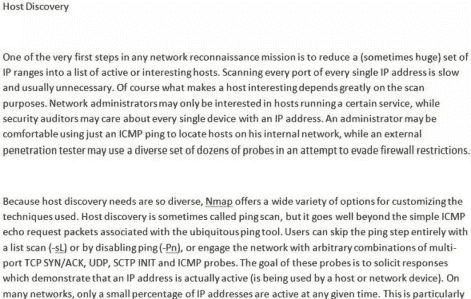 Host Discovery
One of the very first steps in any network reconnaissance mission is to reduce a (sometimes huge) set of
IP ranges into a list of active or interesting hosts. Scanning every port of every single IP address is slow
and usually unnecessary. Of course what makes a host interesting depends greatly on the scan
purposes. Network administrators may only be interested in hosts running a certain service, while
security auditors may care about every single device with an IP address. An administrator may be
comfortable using just an ICMP ping to locate hosts on his internal network, while an external
penetration tester may use a diverse set of dozens of probes in an attempt to evade firewall restrictions.
Because host discovery needs are so diverse, Nmap offers a wide variety of options for customizing the
techniques used. Host discovery is sometimes called ping scan, but it goes well beyond the simple ICMP
echo request packets associated with the ubiquitous ping tool. Users can skip the ping step entirely with
a list scan (-sL) or by disabling ping (-Pn), or engage the network with arbitrary combinations of multi-
port TCP SYN/ACK, UDP, SCTP INIT and ICMP probes. The goal of these probes is to solicit responses
which demonstrate that an IP address is actually active (is being used by a host or network device). On
many networks, only a small percentage of IP addresses are active at any given time. This is particularly